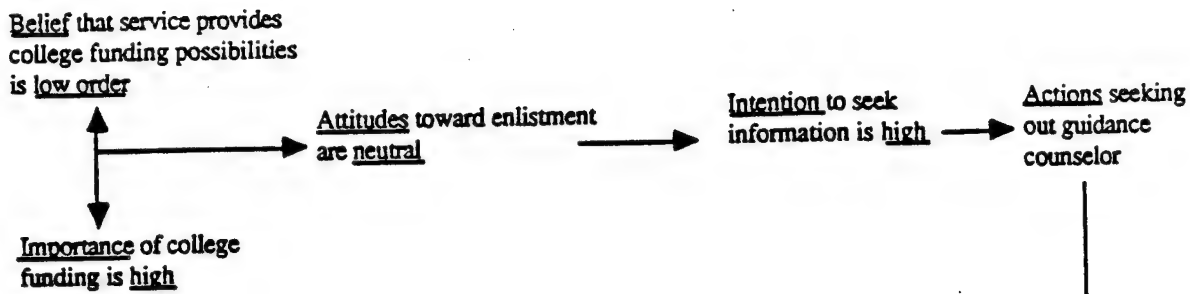 Belief that service provides
college funding possibilities
is low order
Attitudes toward enlistment
are neutral
Intention to seek
information is high
Actions seeking
out guidance
counselor
Importance of college
funding is high